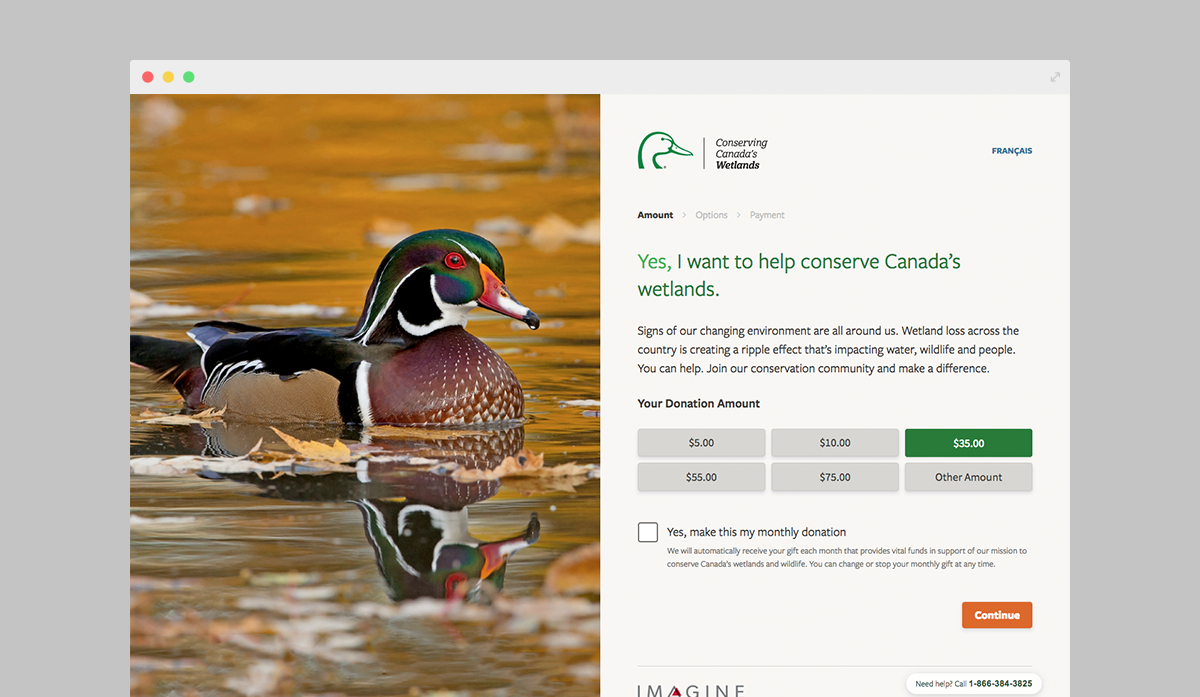 Conserving
Canada's
Wetlands
FRANÇAIS
Amount > Options > Payment
Yes, I want to help conserve Canada's
wetlands.
Signs of our changing environment are all around us. Wetland loss across the
country is creating a ripple effect that's impacting water, wildlife and people.
You can help. Join our conservation community and make a difference.
Your Donation Amount
$5.00 $10.00 $35.00
$55.00 $75.00 Other Amount
Yes, make this my monthly donation
We will automatically receive your gift each month that provides vital funds in support of our mission to
conserve Canada's wetlands and wildlife. You can change or stop your monthly gift at any time.
Continue
IMAGINE
Need help? Call 1-866-384-3825